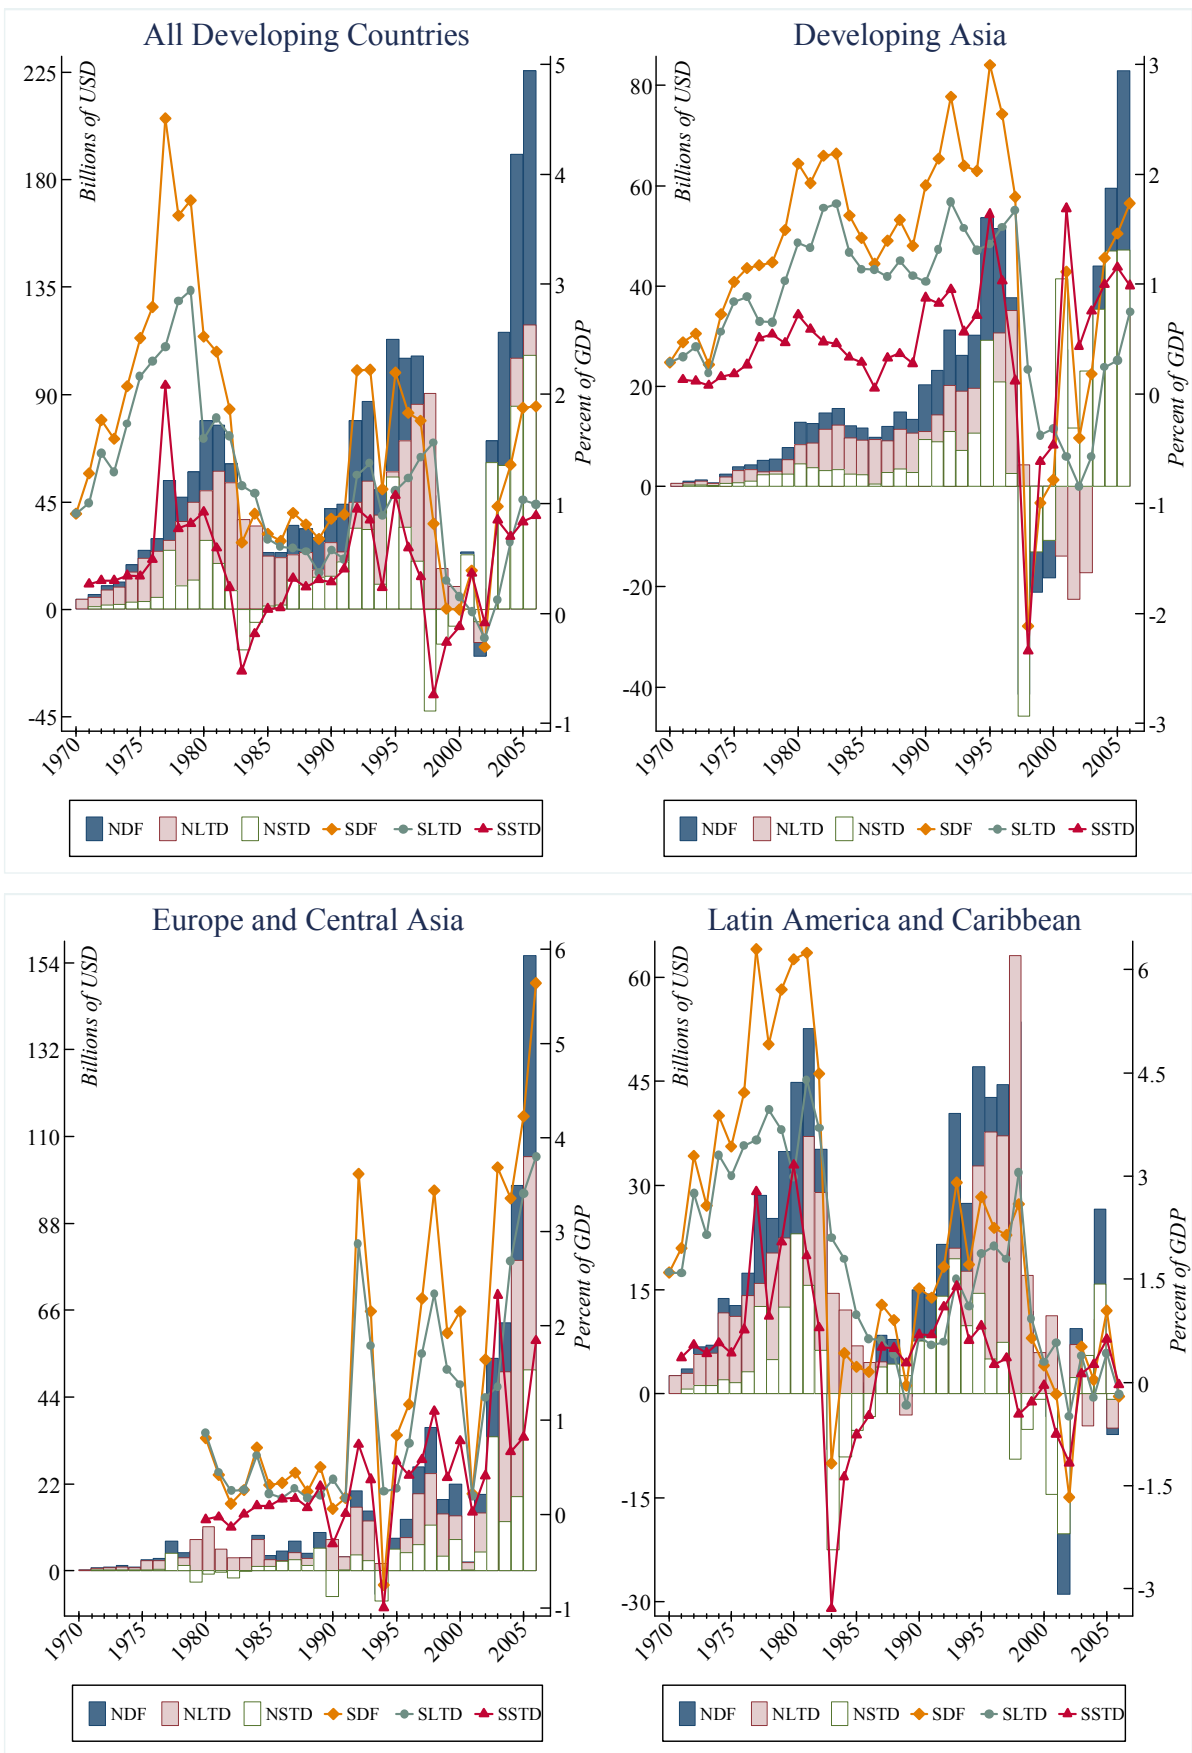 All Developing Countries
Billions of USD
225
180
135
90
45
0
-45
5
4
3
2
1
0
-1
Percent of GDP
1970 1975 1980 1985 1990 1995 2000 2005
NDF NLTD NSTD SDF SLTD SSTD
Developing Asia
Billions of USD
80
60
40
20
0
-20
-40
3
2
1
0
-1
-2
-3
Percent of GDP
1970 1975 1980 1985 1990 1995 2000 2005
NDF NLTD NSTD SDF SLTD SSTD
Europe and Central Asia
Billions of USD
154
132
110
88
66
44
22
0
6
5
4
3
2
1
0
-1
Percent of GDP
1970 1975 1980 1985 1990 1995 2000 2005
NDF NLTD NSTD SDF SLTD SSTD
Latin America and Caribbean
Billions of USD
60
45
30
15
0
-15
-30
6
4.5
3
1.5
0
-1.5
-3
Percent of GDP
1970 1975 1980 1985 1990 1995 2000 2005
NDF NLTD NSTD SDF SLTD SSTD